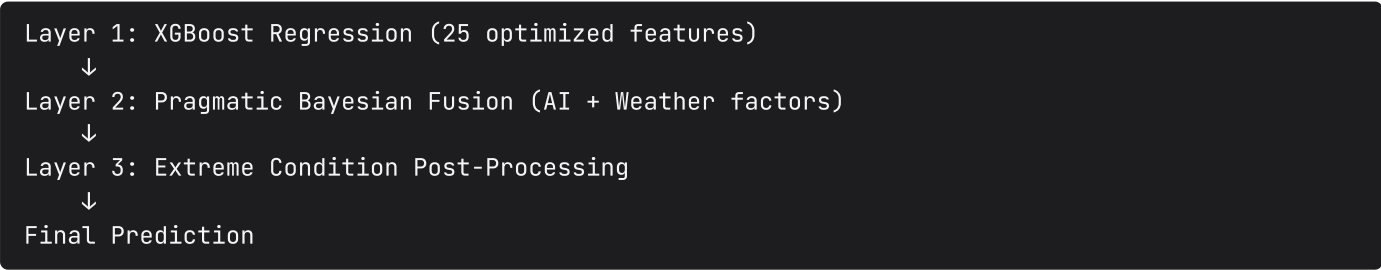 Layer 1: XGBoost Regression (25 optimized features)
↓
Layer 2: Pragmatic Bayesian Fusion (AI + Weather factors)
↓
Layer 3: Extreme Condition Post-Processing
↓
Final Prediction